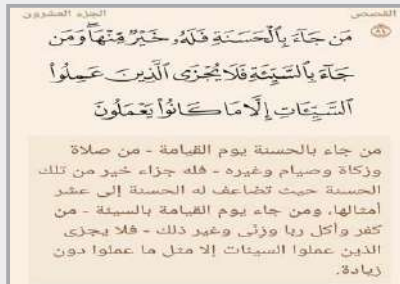 القصص الجزء العشرون
مَن جَآءَ بِٱلْحَسَنَةِ فَلَهُۥ خَيْرٌ مِّنْهَا ۖ وَمَن
جَآءَ بِٱلسَّيِّئَةِ فَلَا يُجْزَى ٱلَّذِينَ عَمِلُوا۟
ٱلسَّيِّـَٔاتِ إِلَّا مَا كَانُوا۟ يَعْمَلُونَ
من جاء بالحسنة يوم القيامة - من صلاة
وزكاة وصيام وغيره - فله جزاء خير من تلك
الحسنة حيث تضاعف له الحسنة إلى عشر
أمثالها، ومن جاء يوم القيامة بالسيئة - من
كفر وأكل ربا وزنًى وغير ذلك - فلا يجزى
الذين عملوا السيئات إلا مثل ما عملوا دون
زيادة.